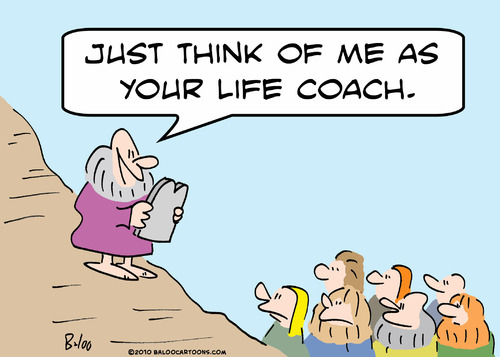 JUST THINK OF ME AS
YOUR LIFE COACH.
Baloo
©2010 BALOOCARTOONS.COM